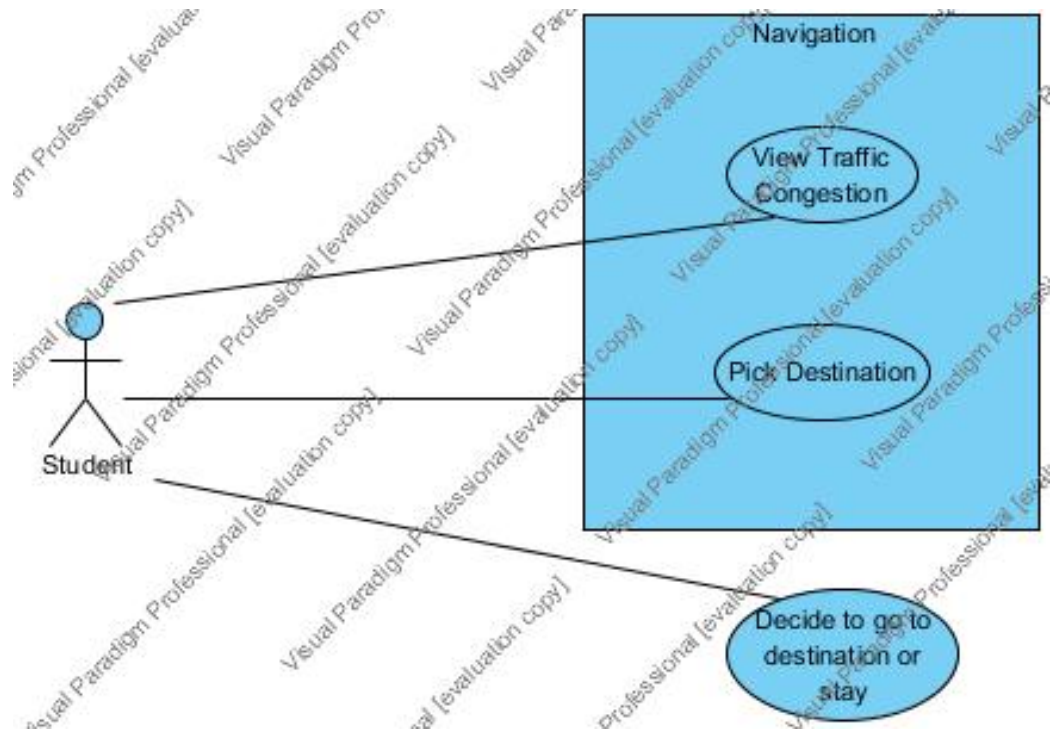 Navigation
View Traffic
Congestion
Pick Destination
Student
Decide to go to
destination or
stay
Visual Paradigm Professional [evaluation copy]